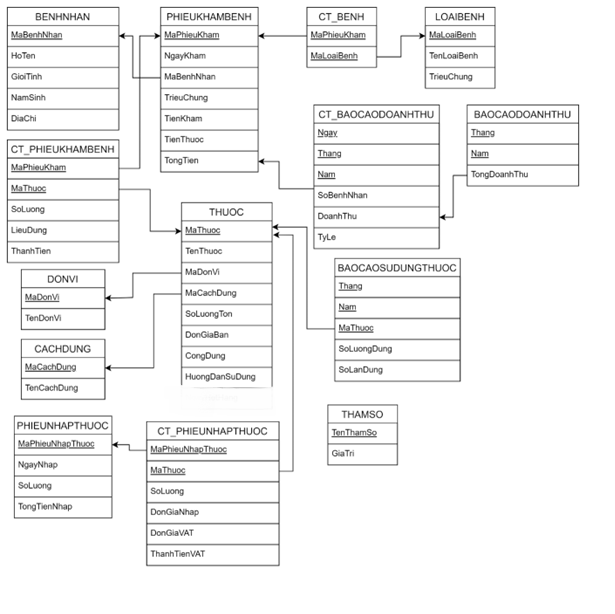 BENHNHAN
MaBenhNhan
HoTen
GioiTinh
NamSinh
DiaChi
PHIEUKHAMBENH
MaPhieuKham
NgayKham
MaBenhNhan
TrieuChung
TienKham
TienThuoc
TongTien
CT_BENH
MaPhieuKham
MaLoaiBenh
LOAIBENH
MaLoaiBenh
TenLoaiBenh
TrieuChung
CT_PHIEUKHAMBENH
MaPhieuKham
MaThuoc
SoLuong
LieuDung
ThanhTien
CT_BAOCAODOANHTHU
Ngay
Thang
Nam
SoBenhNhan
DoanhThu
TyLe
BAOCAODOANHTHU
Thang
Nam
TongDoanhThu
THUOC
MaThuoc
TenThuoc
MaDonVi
MaCachDung
SoLuongTon
DonGiaBan
CongDung
HuongDanSuDung
DONVI
MaDonVi
TenDonVi
CACHDUNG
MaCachDung
TenCachDung
BAOCAOSUDUNGTHUOC
Thang
Nam
MaThuoc
SoLuongDung
SoLanDung
PHIEUNHAPTHUOC
MaPhieuNhapThuoc
NgayNhap
SoLuong
TongTienNhap
CT_PHIEUNHAPTHUOC
MaPhieuNhapThuoc
MaThuoc
SoLuong
DonGiaNhap
DonGiaVAT
ThanhTienVAT
THAMSO
TenThamSo
GiaTri